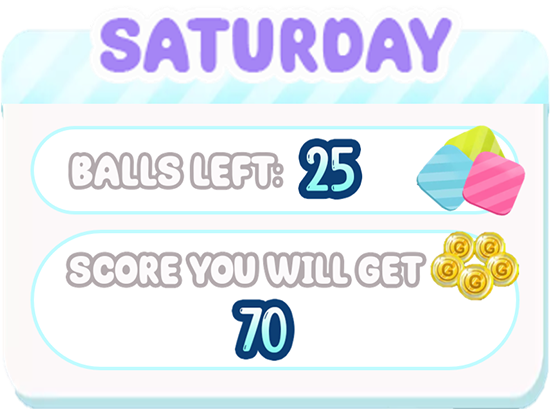 SATURDAY
BALLS LEFT: 25
SCORE YOU WILL GET
70
G G G G G